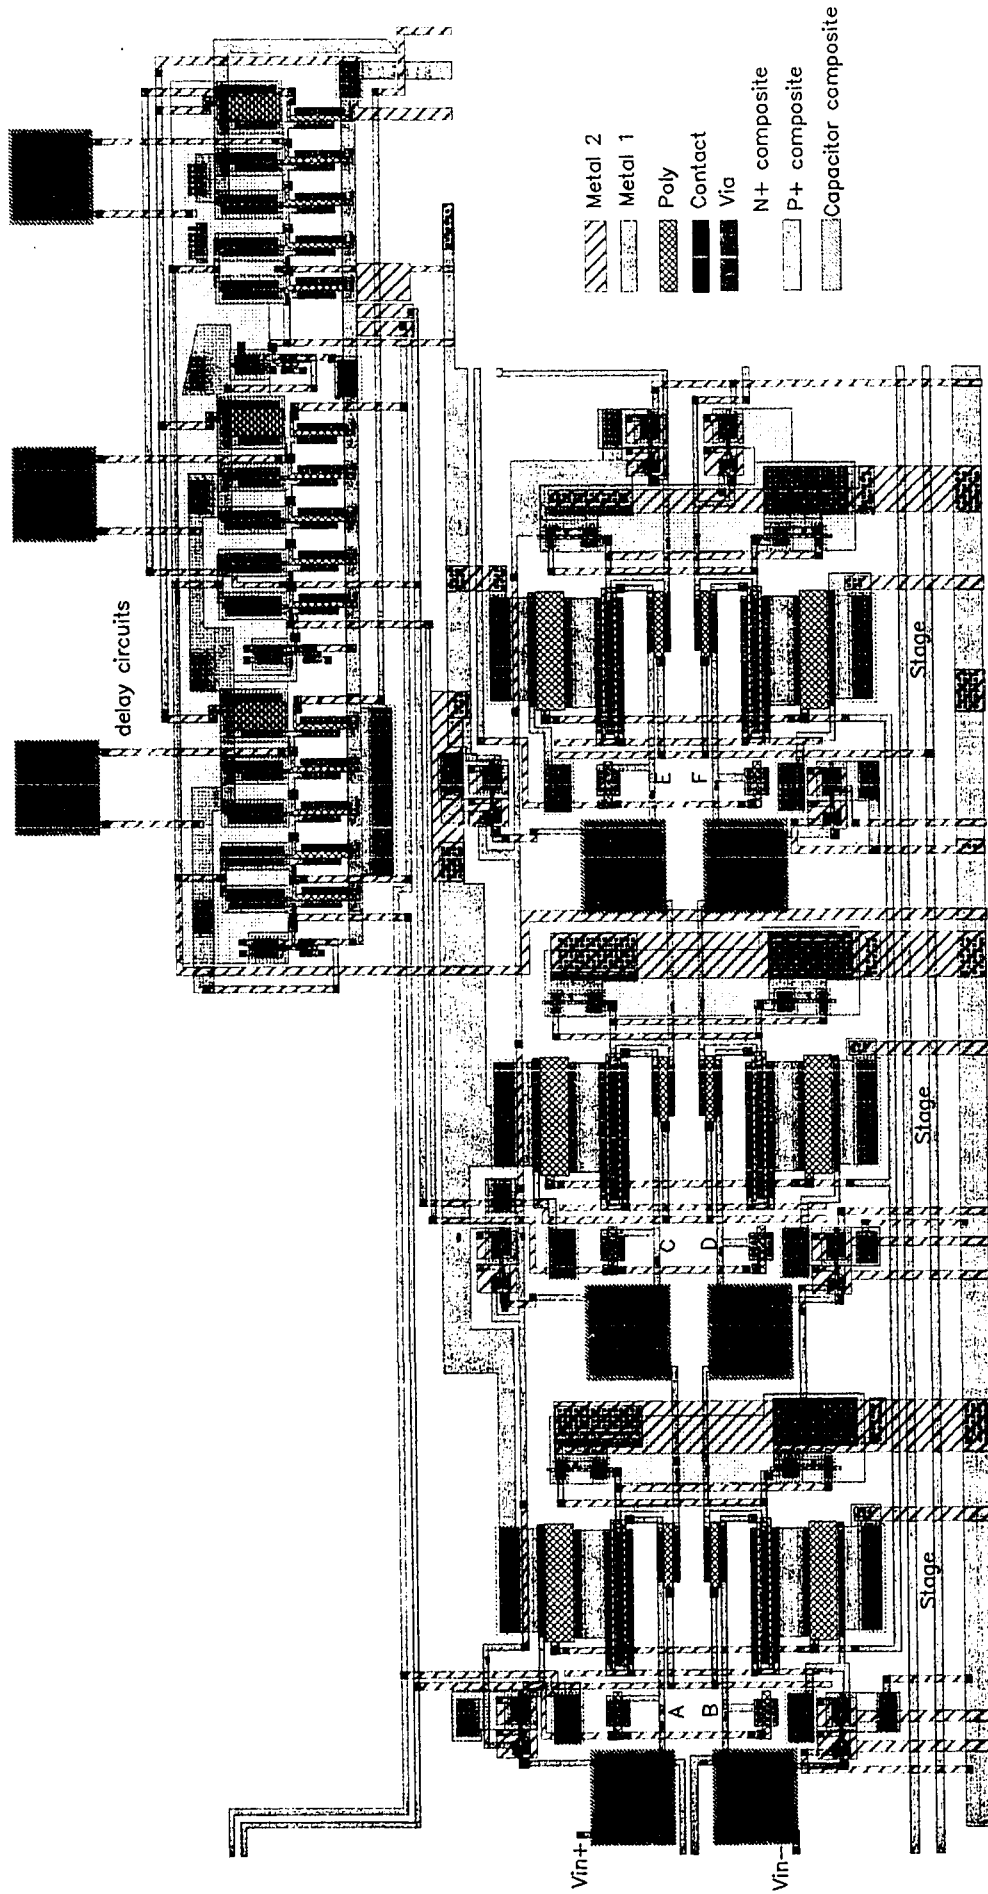 delay circuits
Metal 2
Metal 1
Poly
Contact
Via
N+ composite
P+ composite
Capacitor composite
Vin+
Vin-
A
B
C
D
E
F
Stage
Stage
Stage